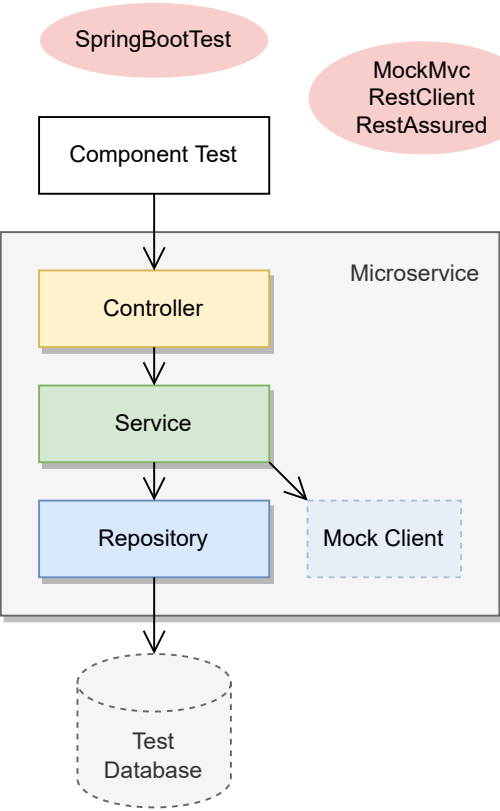 SpringBootTest
MockMvc
RestClient
RestAssured
Component Test
Microservice
Controller
Service
Repository
Mock Client
Test
Database